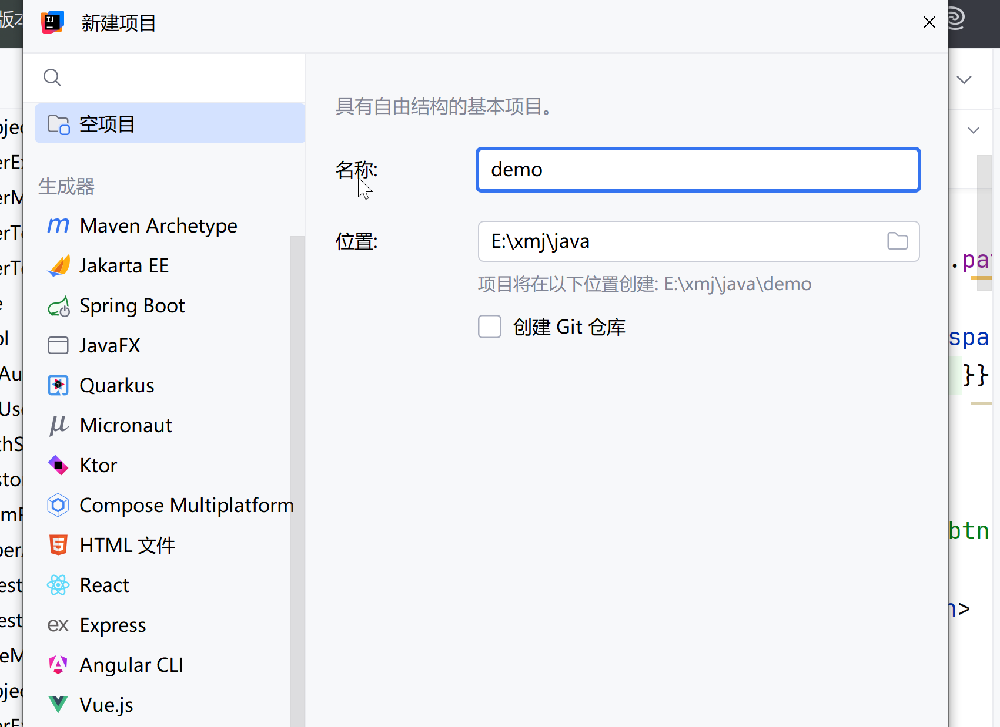 新建项目
空项目
生成器
Maven Archetype
Jakarta EE
Spring Boot
JavaFX
Quarkus
Micronaut
Ktor
Compose Multiplatform
HTML 文件
React
Express
Angular CLI
Vue.js
具有自由结构的基本项目。
名称: demo
位置: E:\xmj\java
项目将在以下位置创建: E:\xmj\java\demo
创建 Git 仓库
}}
btn